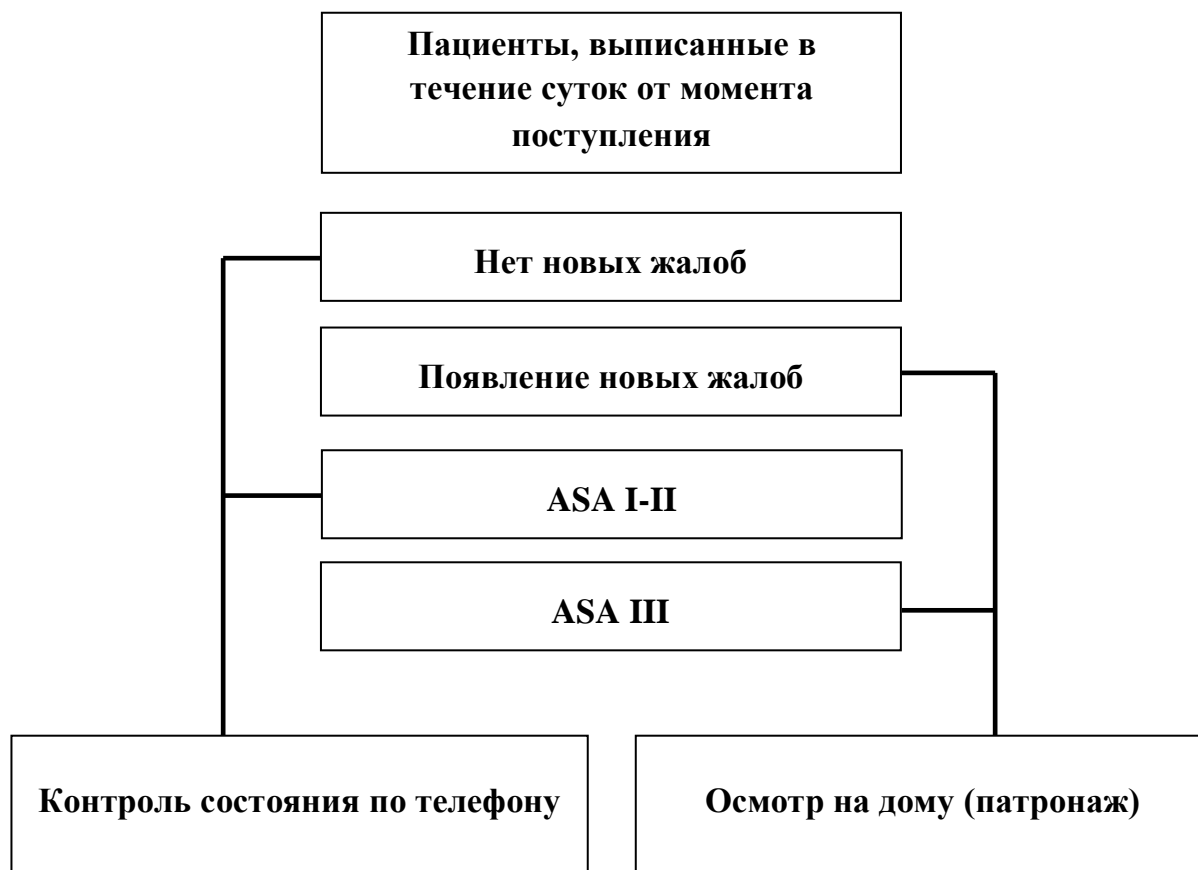 Пациенты, выписанные в
течение суток от момента
поступления
Нет новых жалоб
Появление новых жалоб
ASA I-II
ASA III
Контроль состояния по телефону
Осмотр на дому (патронаж)